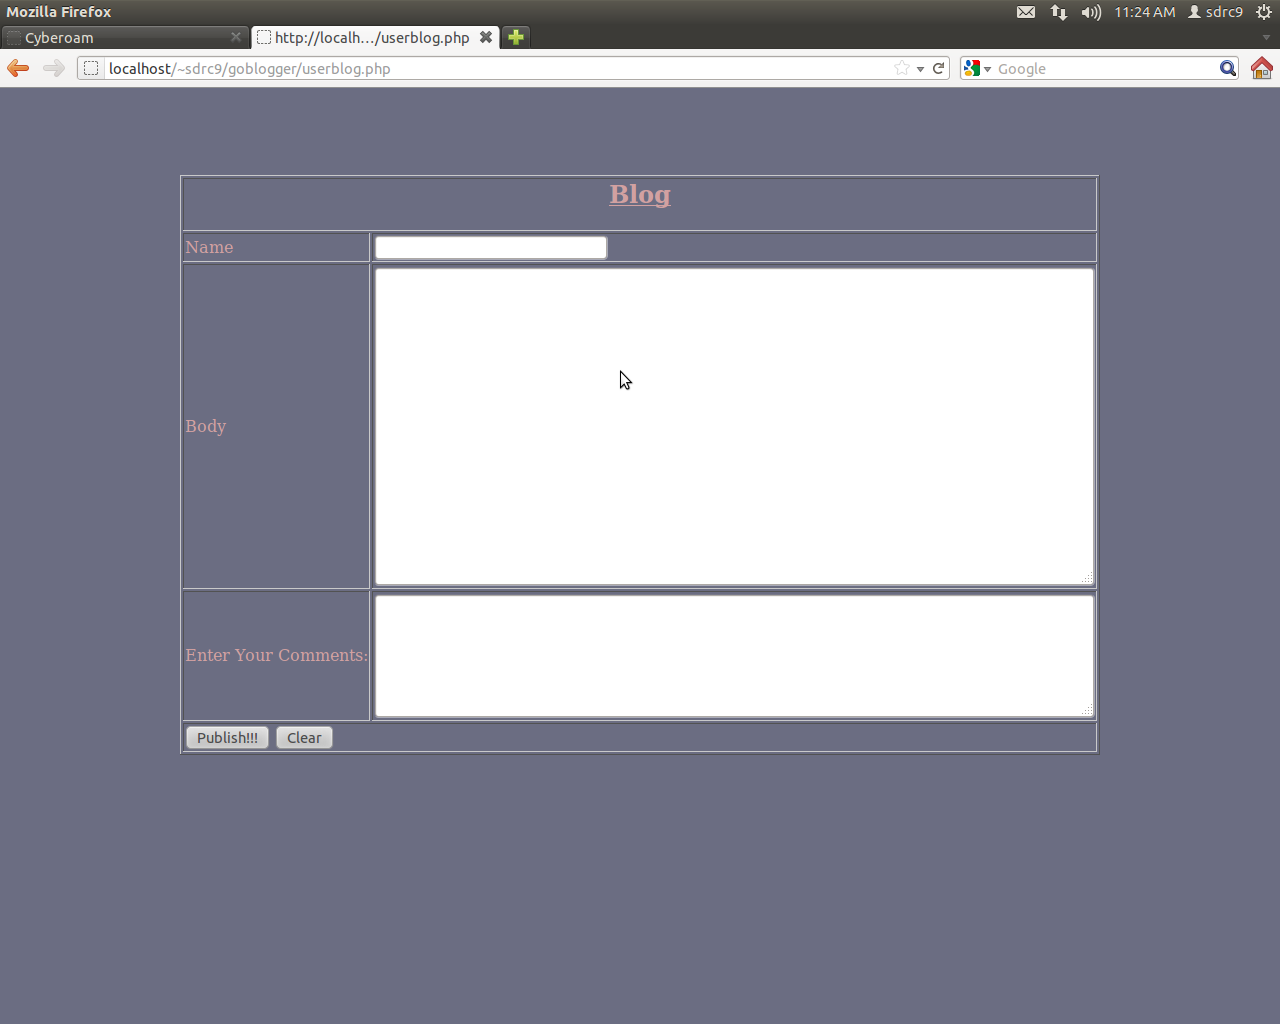 Mozilla Firefox
11:24 AM
sdrc9
Cyberoam
http://localh…/userblog.php
localhost/~sdrc9/goblogger/userblog.php
Google
Blog
Name
Body
Enter Your Comments:
Publish!!!
Clear